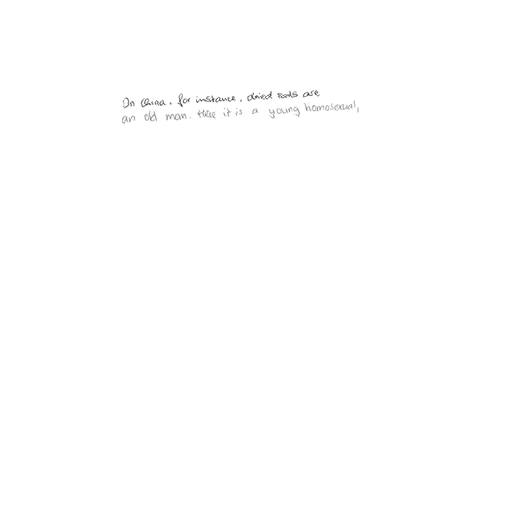 In China, for instance, dried toads are
an old man. Here it is a young homosexual,